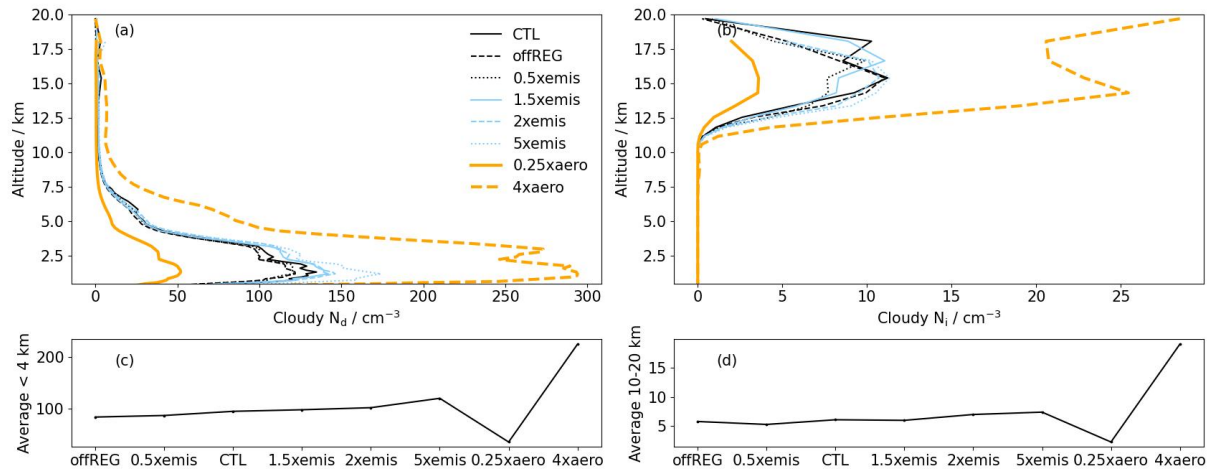 (a)
20.0
17.5
15.0
12.5
10.0
7.5
5.0
2.5
Altitude / km
0 50 100 150 200 250 300
Cloudy N_d / cm⁻³
CTL
offREG
0.5xemis
1.5xemis
2xemis
5xemis
0.25xaero
4xaero
(b)
20.0
17.5
15.0
12.5
10.0
7.5
5.0
2.5
Altitude / km
0 5 10 15 20 25
Cloudy N_i / cm⁻³
(c)
200
100
Average < 4 km
offREG 0.5xemis CTL 1.5xemis 2xemis 5xemis 0.25xaero 4xaero
(d)
15
10
5
Average 10-20 km
offREG 0.5xemis CTL 1.5xemis 2xemis 5xemis 0.25xaero 4xaero